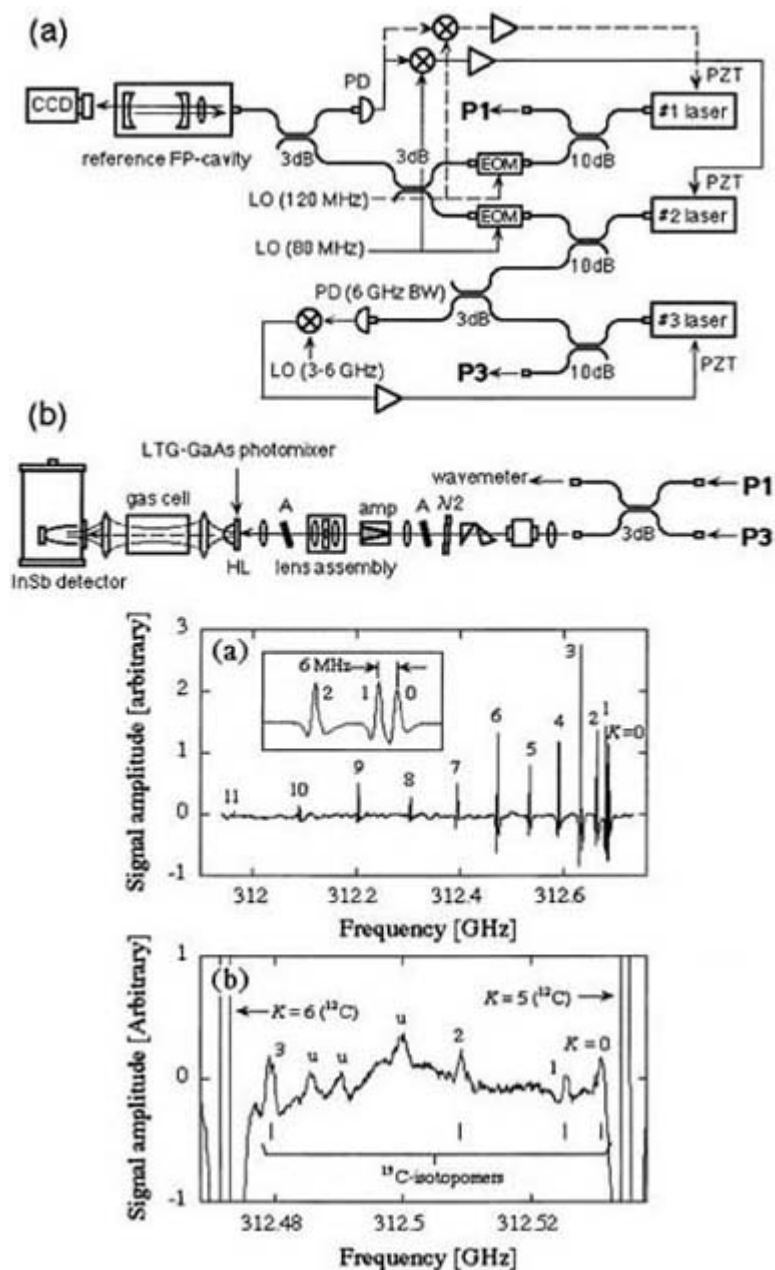 (a)
PD
PZT
CCD
P1
#1 laser
reference FP-cavity
3dB
3dB
EOM
10dB
LO (120 MHz)
PZT
EOM
#2 laser
LO (80 MHz)
10dB
PD (6 GHz BW)
3dB
#3 laser
LO (3-6 GHz)
P3
10dB
PZT
(b)
LTG-GaAs photomixer
wavemeter
P1
gas cell
A
amp
A
λ/2
P3
3dB
HL
lens assembly
InSb detector
(a)
3
2
1
0
-1
Signal amplitude [arbitrary]
6 MHz
2
1
0
11
10
9
8
7
6
5
4
3
2
1
K=0
312
312.2
312.4
312.6
Frequency [GHz]
(b)
1
0
-1
Signal amplitude [Arbitrary]
K = 6 (¹²C)
K = 5 (¹²C)
3
u
u
u
2
1
K = 0
¹³C-isotopomers
312.48
312.5
312.52
Frequency [GHz]